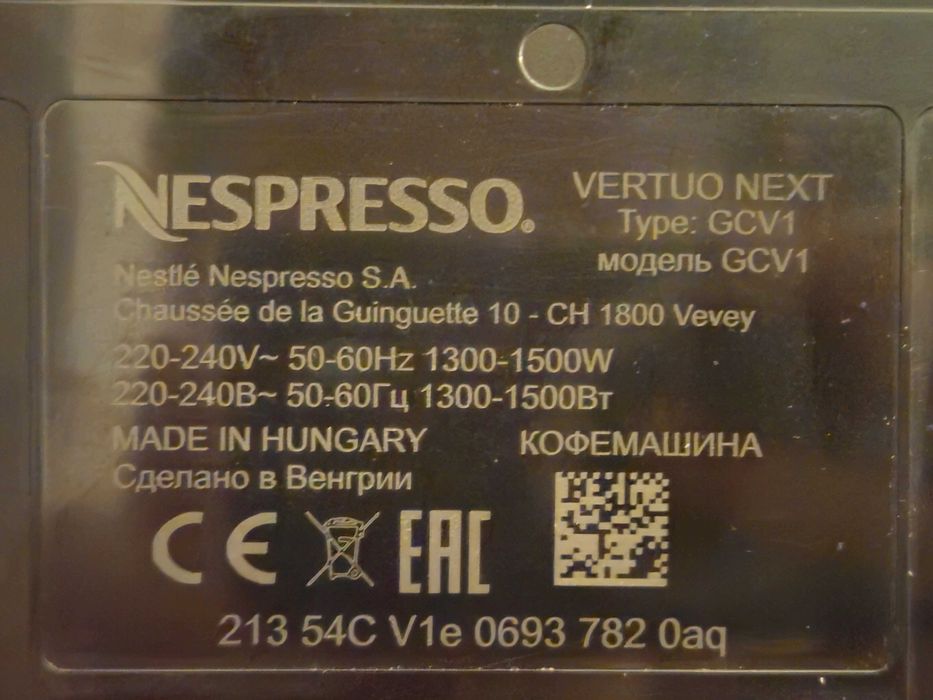 NESPRESSO®
VERTUO NEXT
Type: GCV1
модель GCV1
Nestlé Nespresso S.A.
Chaussée de la Guinguette 10 - CH 1800 Vevey
220-240V~ 50-60Hz 1300-1500W
220-240В~ 50-60Гц 1300-1500Вт
MADE IN HUNGARY
КОФЕМАШИНА
Сделано в Венгрии
CE
EAC
213 54C V1e 0693 782 0aq